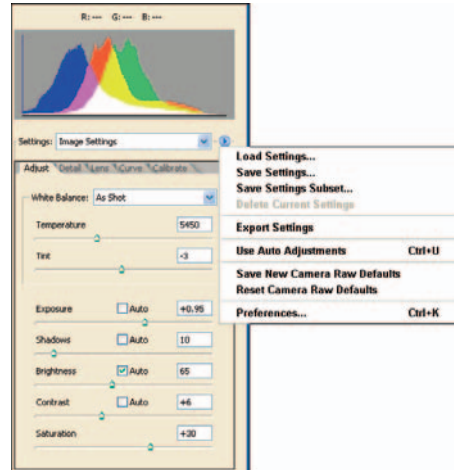 R: --- G: --- B: ---
Settings: Image Settings
Adjust Detail Lens Curve Calibrate
White Balance: As Shot
Temperature 5450
Tint -3
Exposure Auto +0.95
Shadows Auto 10
Brightness Auto 65
Contrast Auto +6
Saturation +30
Load Settings...
Save Settings...
Save Settings Subset...
Delete Current Settings
Export Settings
Use Auto Adjustments Ctrl+U
Save New Camera Raw Defaults
Reset Camera Raw Defaults
Preferences... Ctrl+K